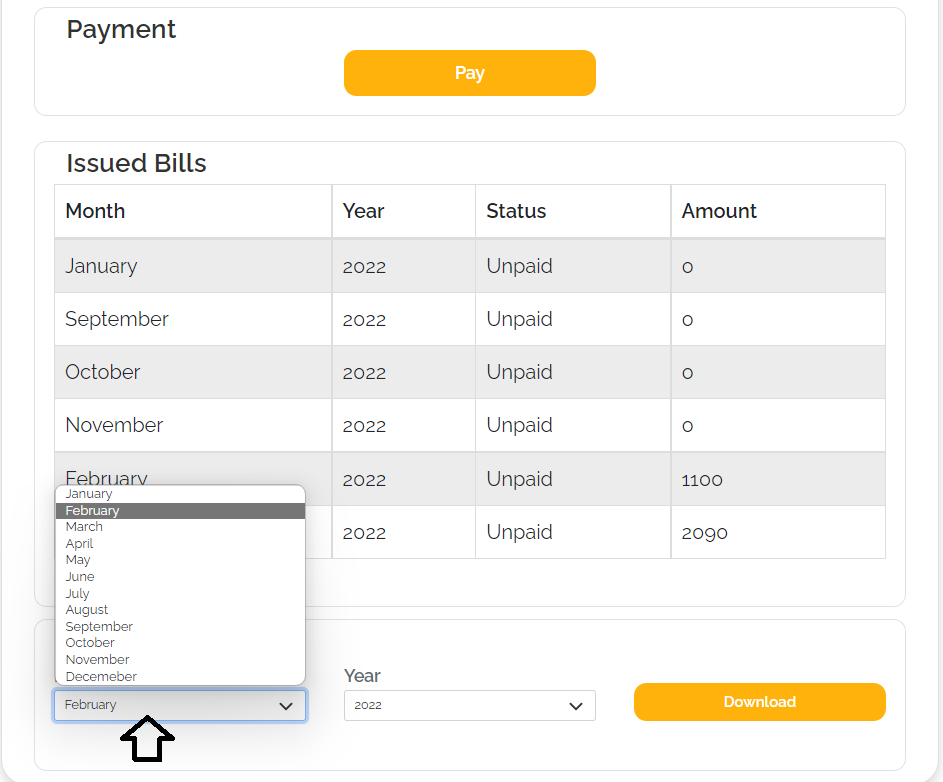 Payment
Pay
Issued Bills
Month Year Status Amount
January 2022 Unpaid 0
September 2022 Unpaid 0
October 2022 Unpaid 0
November 2022 Unpaid 0
February 2022 Unpaid 1100
2022 Unpaid 2090
January
February
March
April
May
June
July
August
September
October
November
Decemeber
Year
February 2022 Download